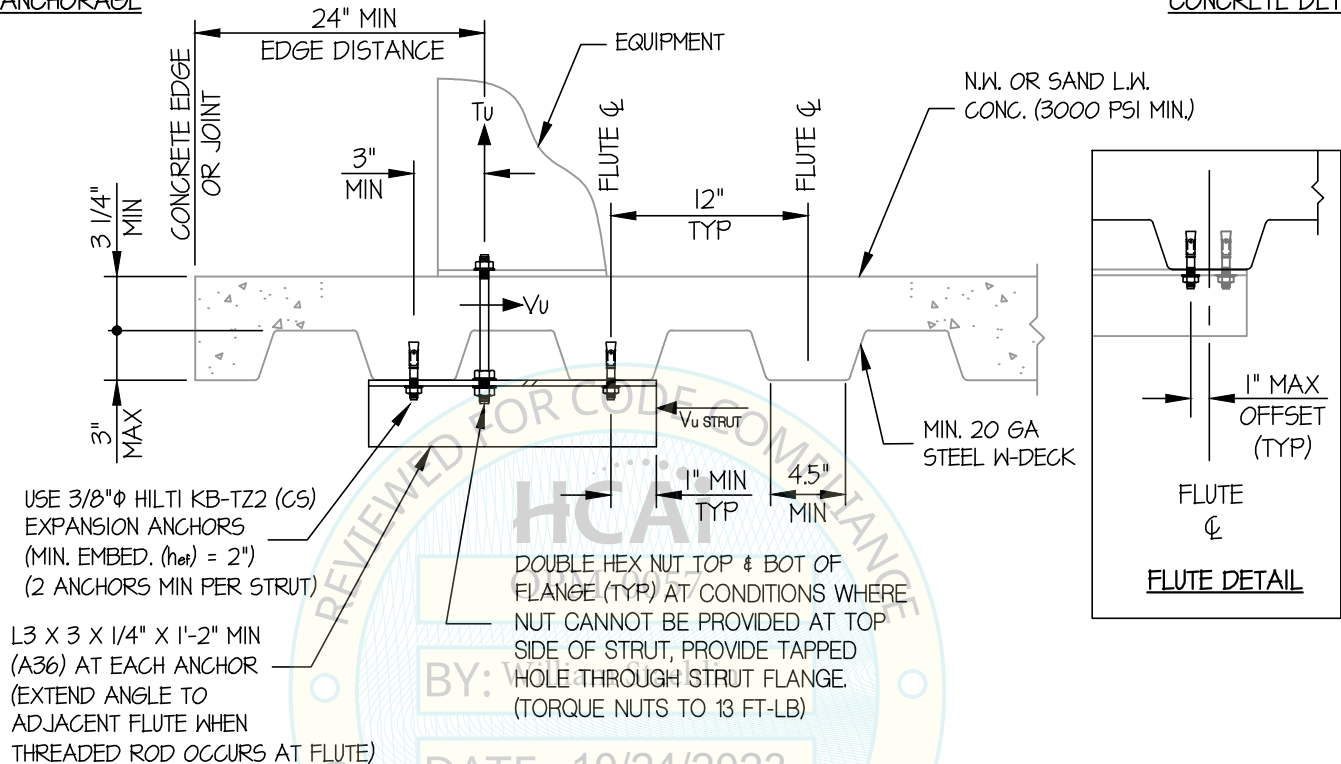 ANCHORAGE
CONCRETE DET
24" MIN
EDGE DISTANCE
EQUIPMENT
CONCRETE EDGE
OR JOINT
Tu
3"
MIN
FLUTE ℄
FLUTE ℄
N.W. OR SAND L.W.
CONC. (3000 PSI MIN.)
12"
TYP
3 1/4"
MIN
Vu
3"
MAX
Vu STRUT
1" MAX
OFFSET
(TYP)
MIN. 20 GA
STEEL W-DECK
1" MIN
TYP
4.5"
MIN
FLUTE
℄
FLUTE DETAIL
USE 3/8"Φ HILTI KB-TZ2 (CS)
EXPANSION ANCHORS
(MIN. EMBED. (hef) = 2")
(2 ANCHORS MIN PER STRUT)
DOUBLE HEX NUT TOP & BOT OF
FLANGE (TYP) AT CONDITIONS WHERE
NUT CANNOT BE PROVIDED AT TOP
SIDE OF STRUT, PROVIDE TAPPED
HOLE THROUGH STRUT FLANGE.
(TORQUE NUTS TO 13 FT-LB)
L3 X 3 X 1/4" X 1'-2" MIN
(A36) AT EACH ANCHOR
(EXTEND ANGLE TO
ADJACENT FLUTE WHEN
THREADED ROD OCCURS AT FLUTE)
REVIEWED FOR CODE COMPLIANCE
HCAi
BY: William